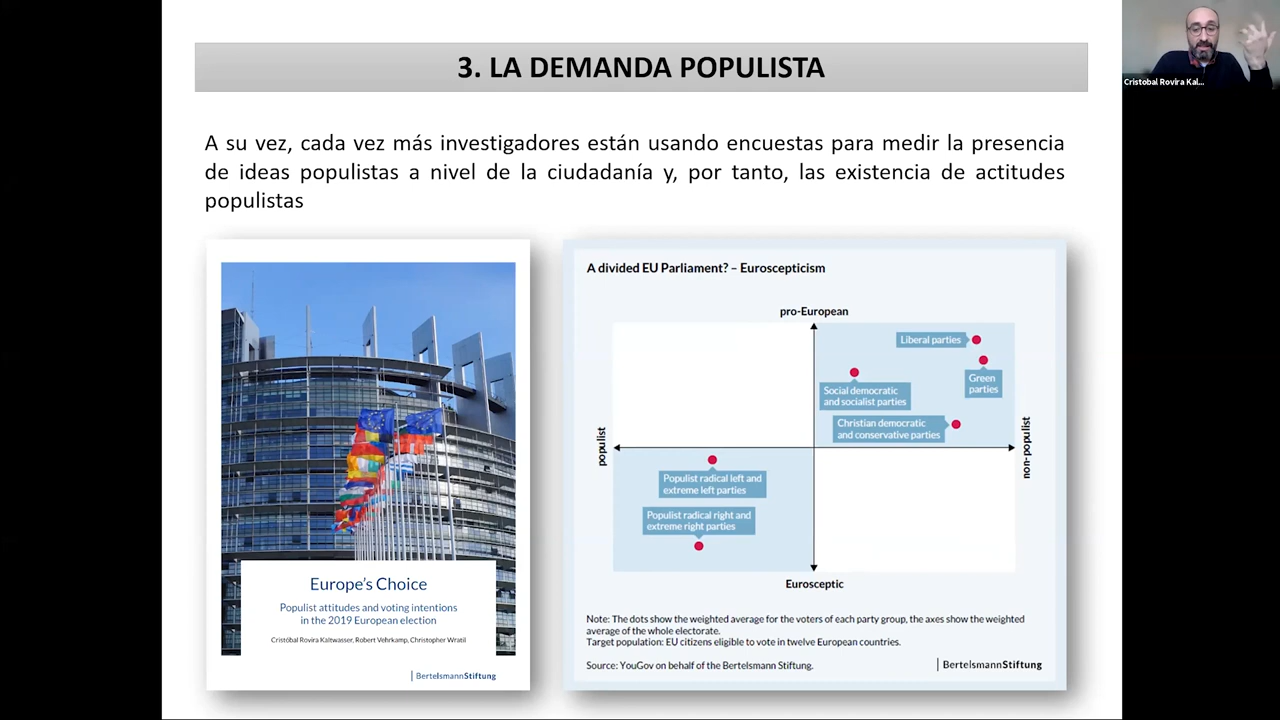 3. LA DEMANDA POPULISTA
Cristobal Rovira Kal...
A su vez, cada vez más investigadores están usando encuestas para medir la presencia
de ideas populistas a nivel de la ciudadanía y, por tanto, las existencia de actitudes
populistas
Europe's Choice
Populist attitudes and voting intentions
in the 2019 European election
Cristóbal Rovira Kaltwasser, Robert Vehrkamp, Christopher Wratil
BertelsmannStiftung
A divided EU Parliament? – Euroscepticism
pro-European
Liberal parties
Green
parties
Social democratic
and socialist parties
Christian democratic
and conservative parties
populist
non-populist
Populist radical left and
extreme left parties
Populist radical right and
extreme right parties
Eurosceptic
Note: The dots show the weighted average for the voters of each party group, the axes show the weighted
average of the whole electorate.
Target population: EU citizens eligible to vote in twelve European countries.
Source: YouGov on behalf of the Bertelsmann Stiftung.
BertelsmannStiftung